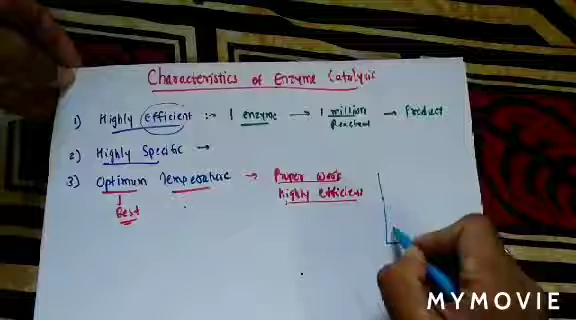 Characteristics of Enzyme Catalysis
1) Highly Efficient :- 1 enzyme → 1 million Reactant → Product
2) Highly Specific →
3) Optimum Temperature → Proper work
highly efficient
↓
Best
MYMOVIE